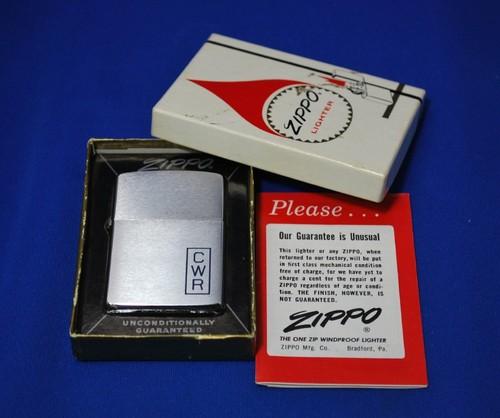 ZIPPO
LIGHTER
ZIPPO
C
W
R
UNCONDITIONALLY
GUARANTEED
Please...
Our Guarantee is Unusual
This lighter or any ZIPPO, when
returned to our factory, will be put
in first class mechanical condition
free of charge, for we have yet to
charge a cent for the repair of a
ZIPPO regardless of age or condi-
tion. THE FINISH, HOWEVER, IS
NOT GUARANTEED.
ZIPPO
®
THE ONE ZIP WINDPROOF LIGHTER
ZIPPO Mfg. Co. Bradford, Pa.